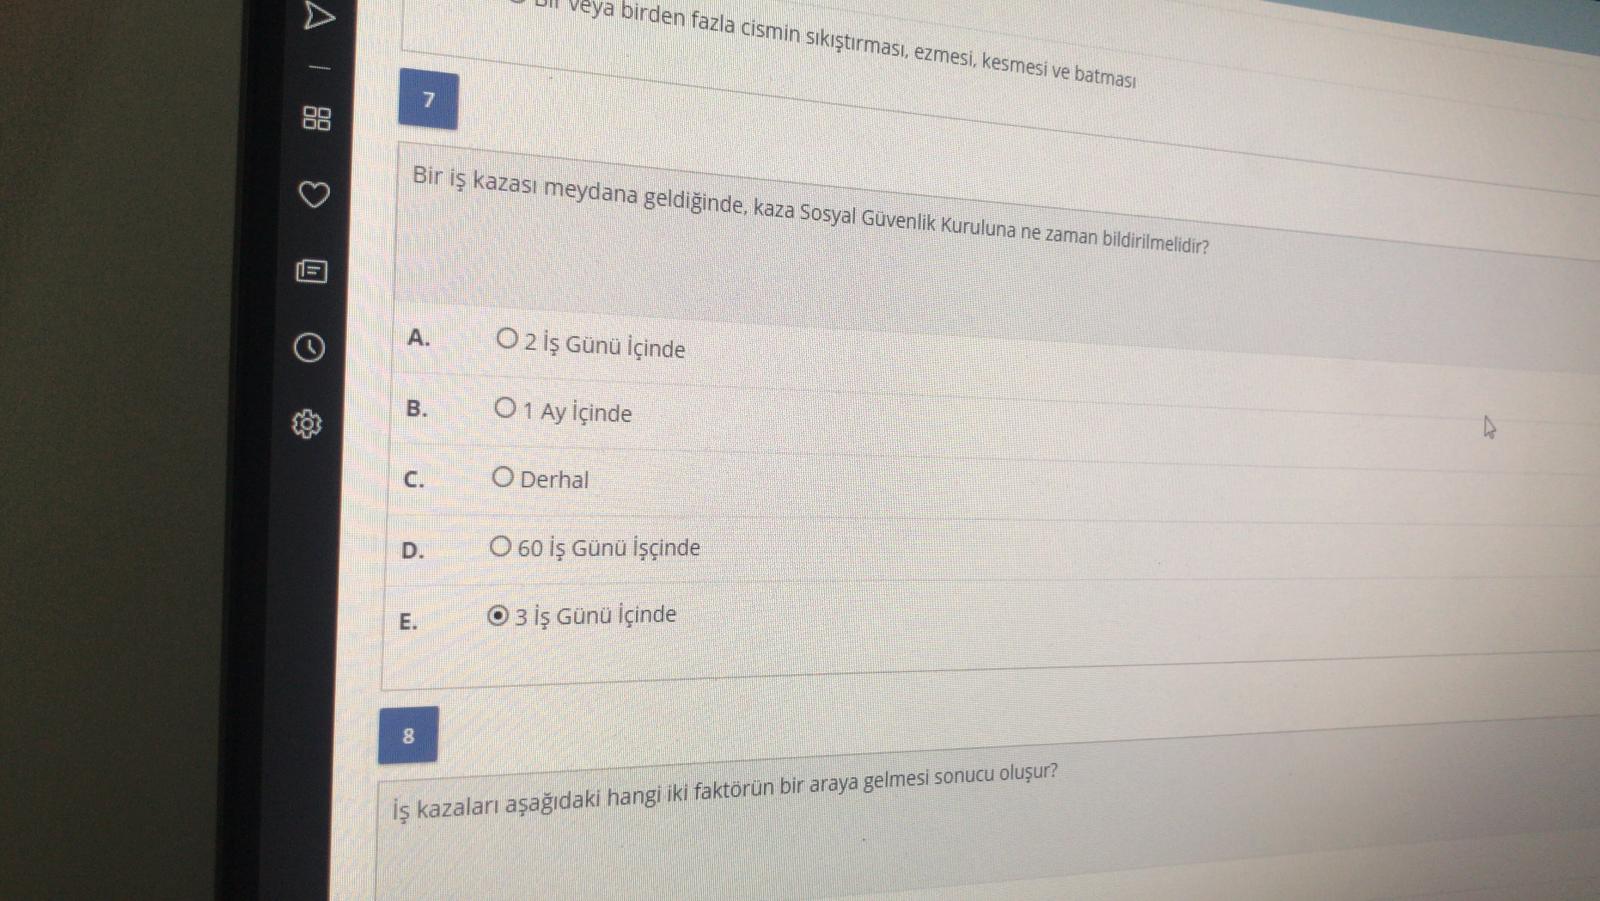 Bir veya birden fazla cismin sıkıştırması, ezmesi, kesmesi ve batması
7
Bir iş kazası meydana geldiğinde, kaza Sosyal Güvenlik Kuruluna ne zaman bildirilmelidir?
A. 2 İş Günü İçinde
B. 1 Ay İçinde
C. Derhal
D. 60 İş Günü İşçinde
E. 3 İş Günü İçinde
8
İş kazaları aşağıdaki hangi iki faktörün bir araya gelmesi sonucu oluşur?